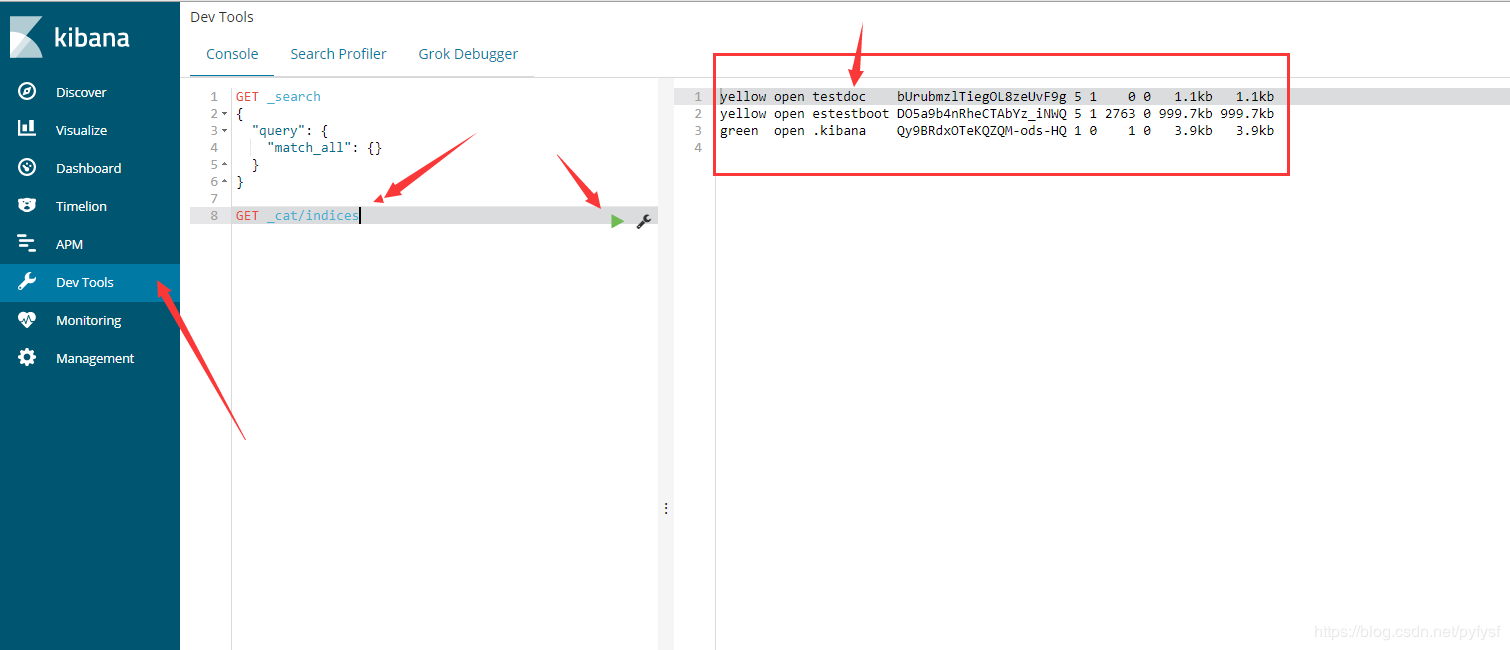 kibana
Discover
Visualize
Dashboard
Timelion
APM
Dev Tools
Monitoring
Management
Dev Tools
Console Search Profiler Grok Debugger
1 GET _search
2 {
3 "query": {
4 "match_all": {}
5 }
6 }
7
8 GET _cat/indices
1 yellow open testdoc bUrubmzlTiegOL8zeUvF9g 5 1 0 0 1.1kb 1.1kb
2 yellow open estestboot DO5a9b4nRheCTAbYz_iNWQ 5 1 2763 0 999.7kb 999.7kb
3 green open .kibana Qy9BRdxOTeKQZQM-ods-HQ 1 0 1 0 3.9kb 3.9kb
4
https://blog.csdn.net/pyfysf